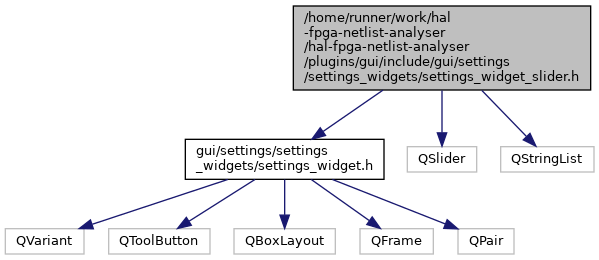 /home/runner/work/hal
-fpga-netlist-analyser
/hal-fpga-netlist-analyser
/plugins/gui/include/gui/settings
/settings_widgets/settings_widget_slider.h
gui/settings/settings
_widgets/settings_widget.h
QSlider
QStringList
QVariant
QToolButton
QBoxLayout
QFrame
QPair